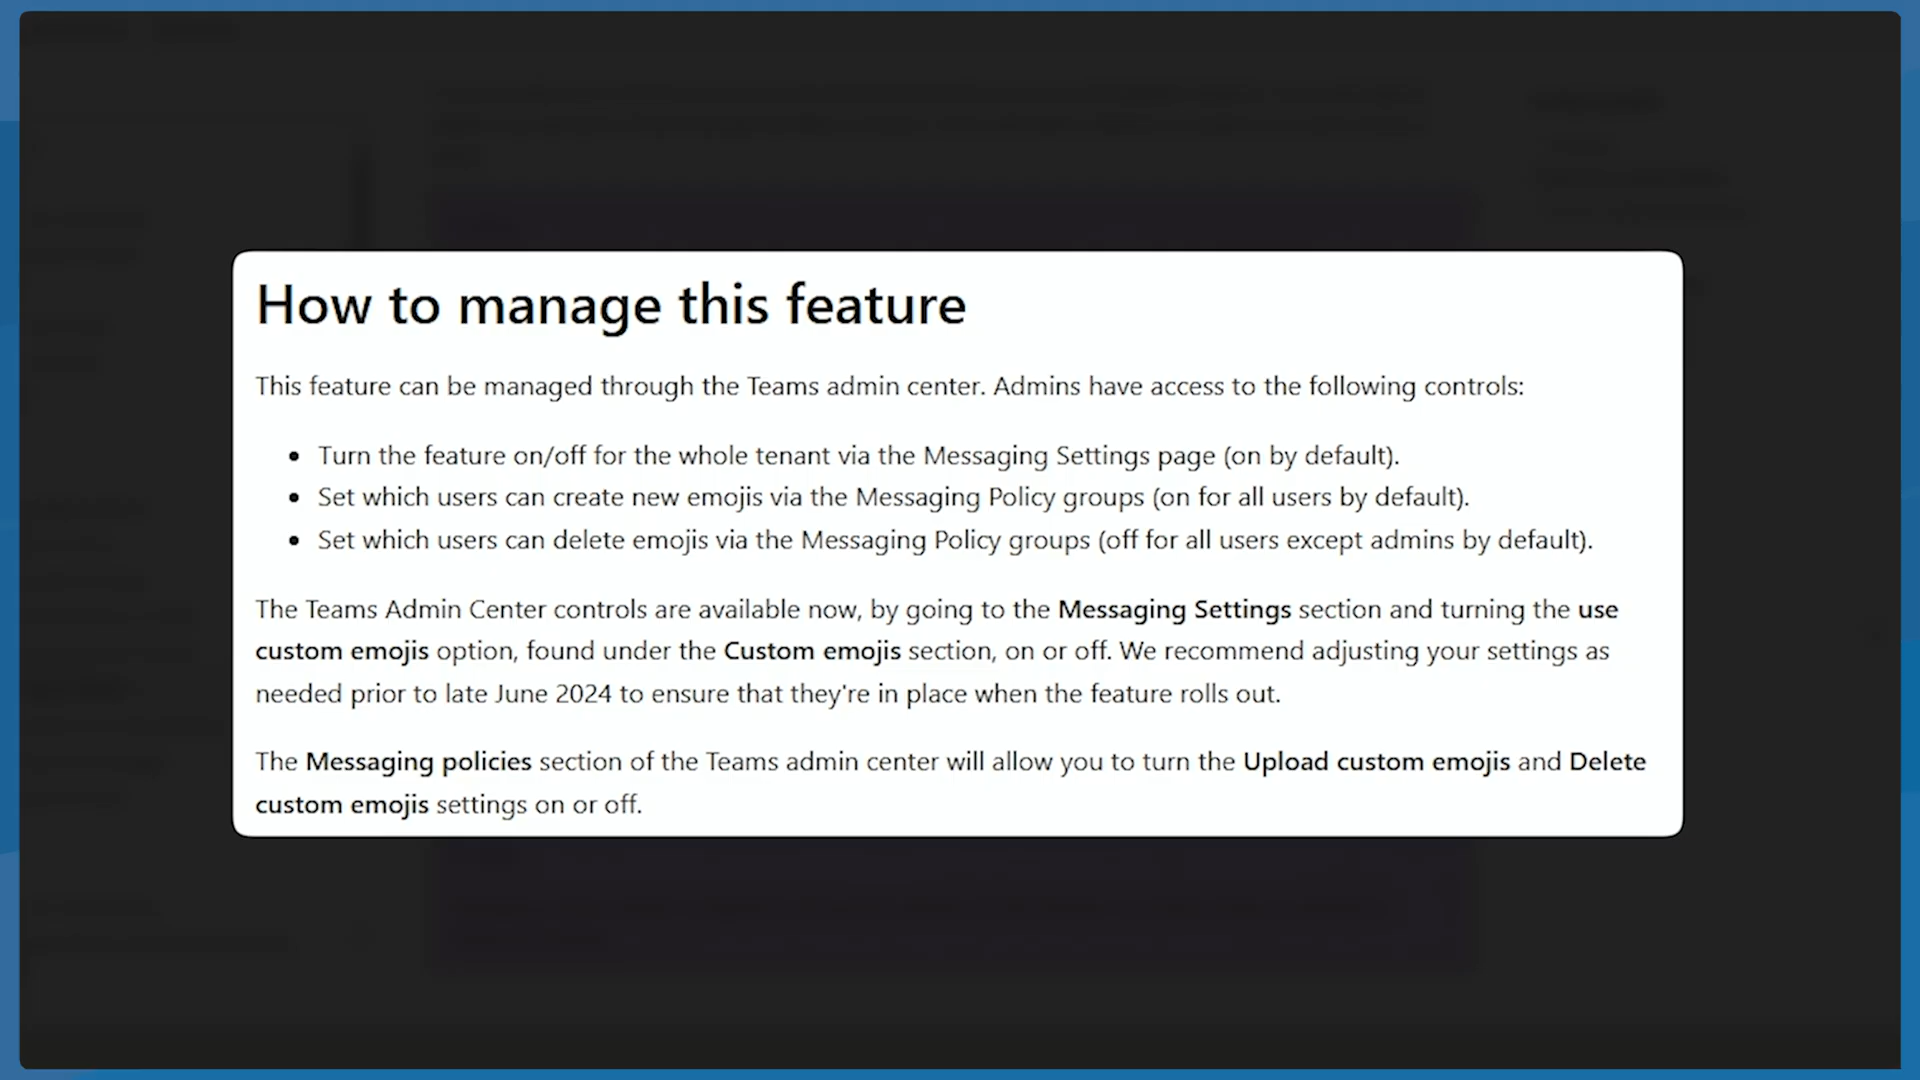 How to manage this feature
This feature can be managed through the Teams admin center. Admins have access to the following controls:
• Turn the feature on/off for the whole tenant via the Messaging Settings page (on by default).
• Set which users can create new emojis via the Messaging Policy groups (on for all users by default).
• Set which users can delete emojis via the Messaging Policy groups (off for all users except admins by default).
The Teams Admin Center controls are available now, by going to the Messaging Settings section and turning the use
custom emojis option, found under the Custom emojis section, on or off. We recommend adjusting your settings as
needed prior to late June 2024 to ensure that they're in place when the feature rolls out.
The Messaging policies section of the Teams admin center will allow you to turn the Upload custom emojis and Delete
custom emojis settings on or off.